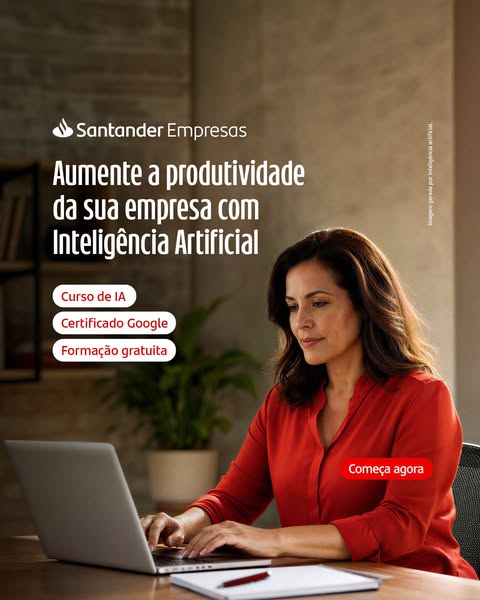 Santander Empresas
Aumente a produtividade
da sua empresa com
Inteligência Artificial
Curso de IA
Certificado Google
Formação gratuita
Começa agora
Imagem gerada por inteligência artificial.